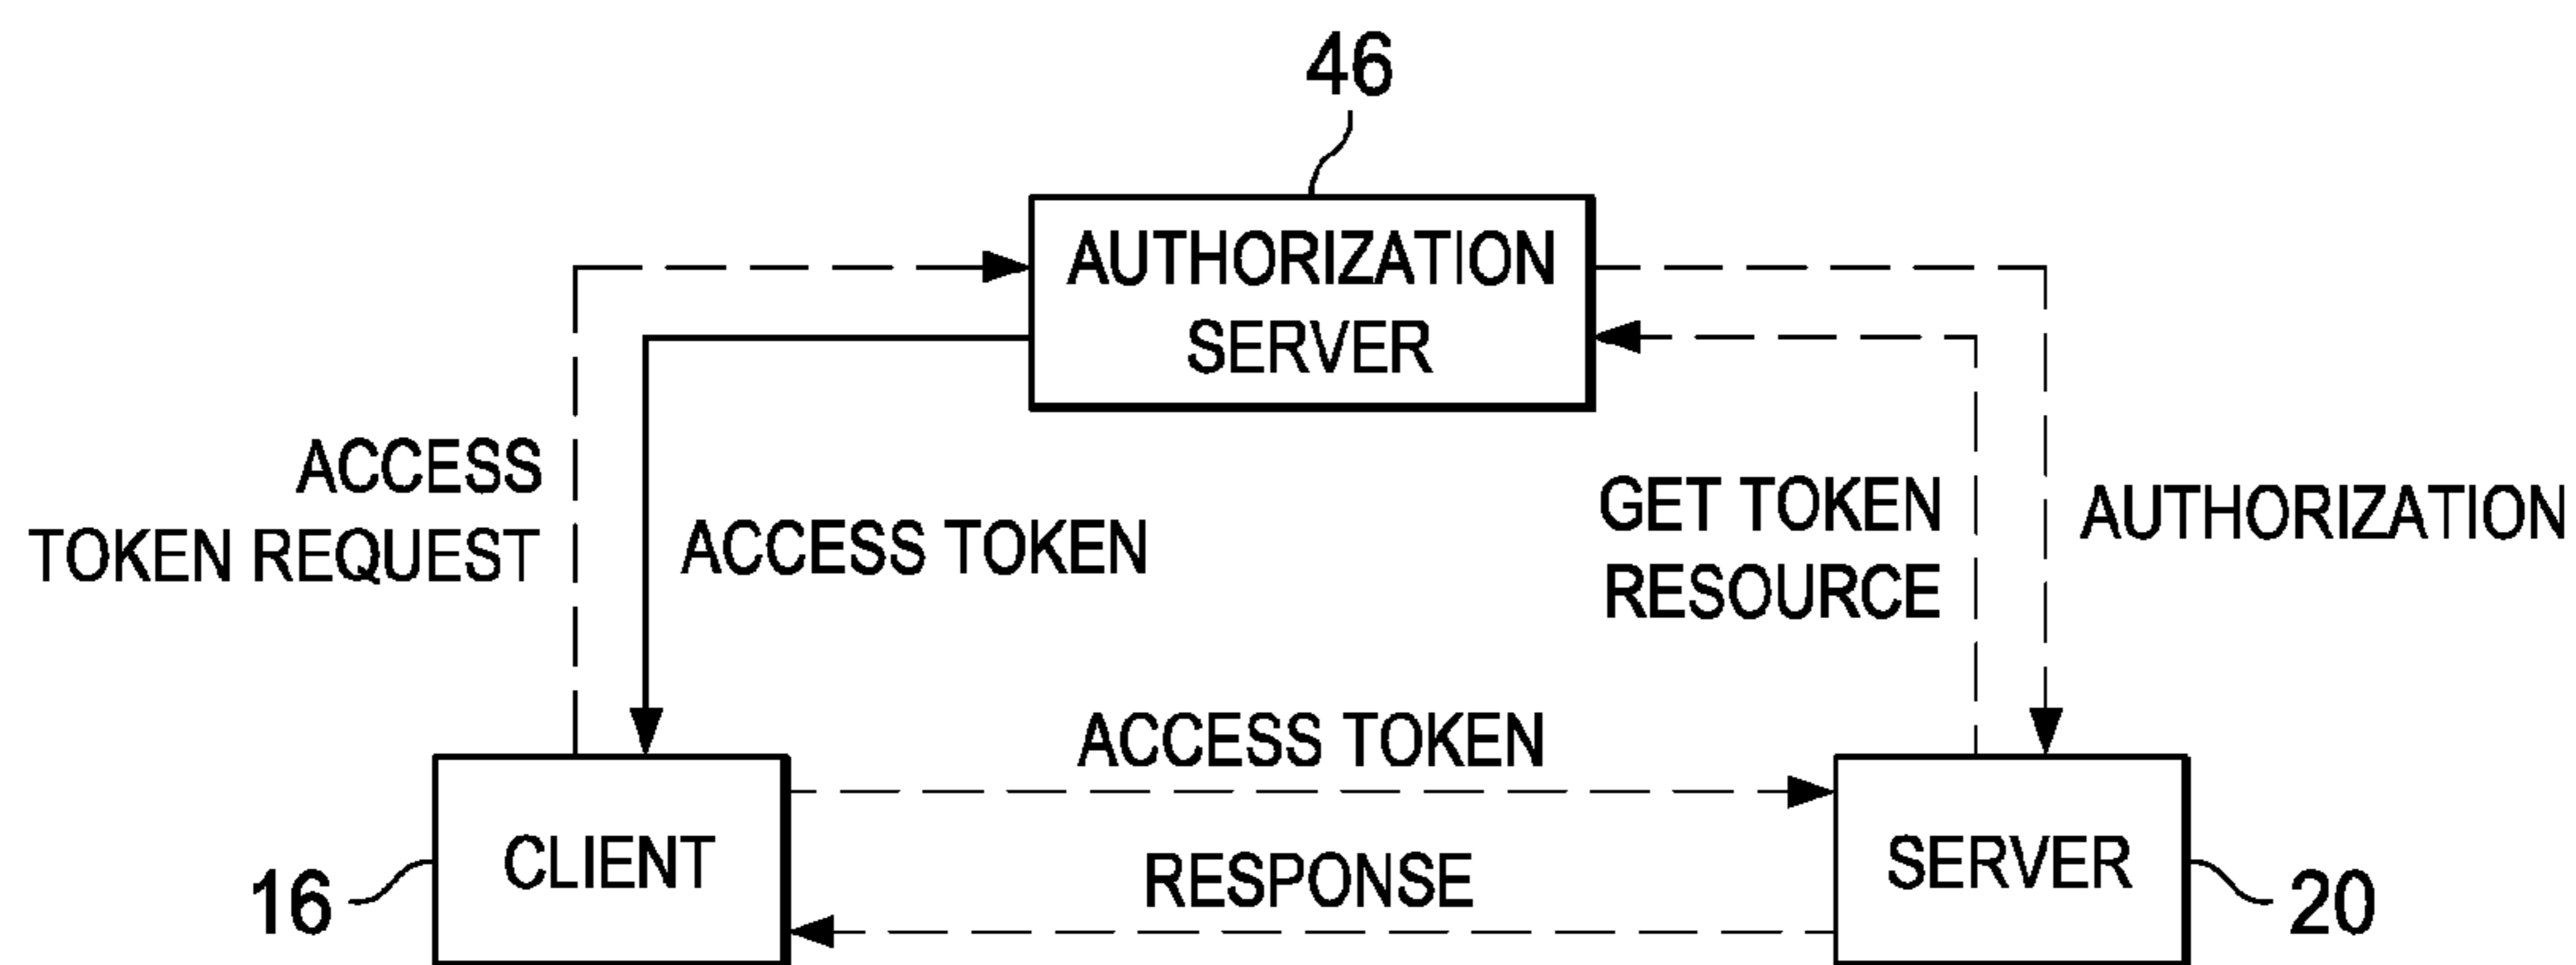 46
AUTHORIZATION
SERVER
ACCESS
TOKEN REQUEST
ACCESS TOKEN
GET TOKEN
RESOURCE
AUTHORIZATION
ACCESS TOKEN
CLIENT
RESPONSE
SERVER
16
20